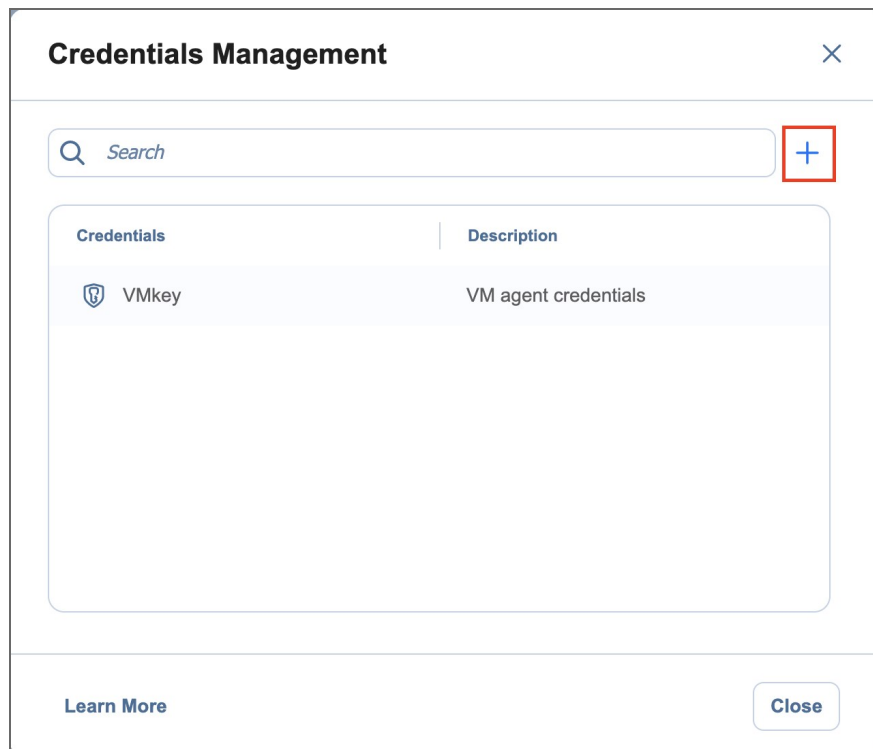 Credentials Management
Search
Credentials Description
VMkey VM agent credentials
Learn More Close